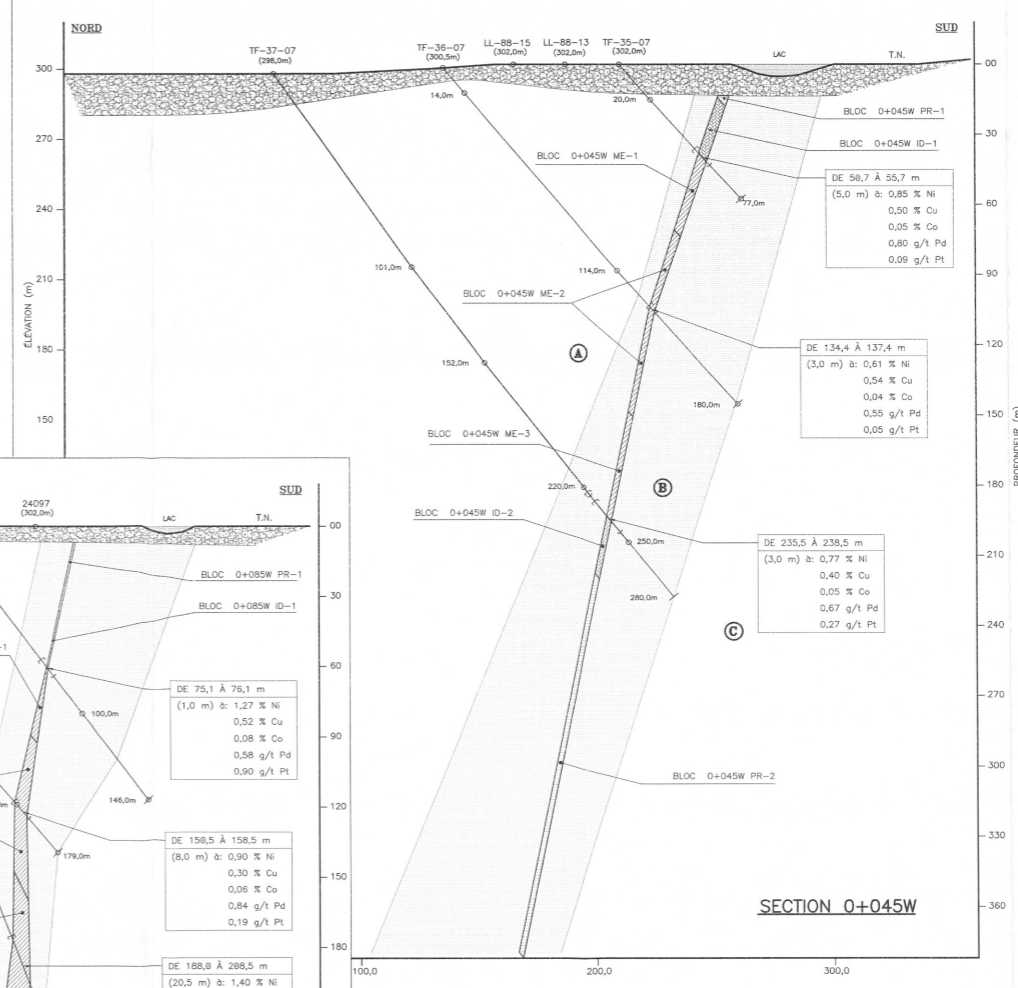 NORD
SUD
TF-37-07
(298,0m)
TF-36-07
(300,5m)
LL-88-15
(302,0m)
LL-88-13
(302,0m)
TF-35-07
(302,0m)
LAC
T.N.
300
270
240
210
180
150
ÉLEVATION (m)
00
30
60
90
120
150
180
210
240
270
300
330
360
PROFONDEUR (m)
14,0m
20,0m
77,0m
101,0m
114,0m
152,0m
180,0m
220,0m
250,0m
280,0m
BLOC 0+045W PR-1
BLOC 0+045W ID-1
BLOC 0+045W ME-1
BLOC 0+045W ME-2
BLOC 0+045W ME-3
BLOC 0+045W ID-2
BLOC 0+045W PR-2
A
B
C
DE 50,7 À 55,7 m
(5,0 m) à: 0,85 % Ni
0,50 % Cu
0,05 % Co
0,80 g/t Pd
0,09 g/t Pt
DE 134,4 À 137,4 m
(3,0 m) à: 0,61 % Ni
0,54 % Cu
0,04 % Co
0,55 g/t Pd
0,05 g/t Pt
DE 235,5 À 238,5 m
(3,0 m) à: 0,77 % Ni
0,40 % Cu
0,05 % Co
0,67 g/t Pd
0,27 g/t Pt
SECTION 0+045W
100,0
200,0
300,0
SUD
24097
(302,0m)
LAC
T.N.
00
30
60
90
120
150
180
BLOC 0+085W PR-1
BLOC 0+085W ID-1
-1
100,0m
146,0m
179,0m
DE 75,1 À 76,1 m
(1,0 m) à: 1,27 % Ni
0,52 % Cu
0,08 % Co
0,58 g/t Pd
0,90 g/t Pt
DE 150,5 À 158,5 m
(8,0 m) à: 0,90 % Ni
0,30 % Cu
0,06 % Co
0,84 g/t Pd
0,19 g/t Pt
DE 188,0 À 208,5 m
(20,5 m) à: 1,40 % Ni